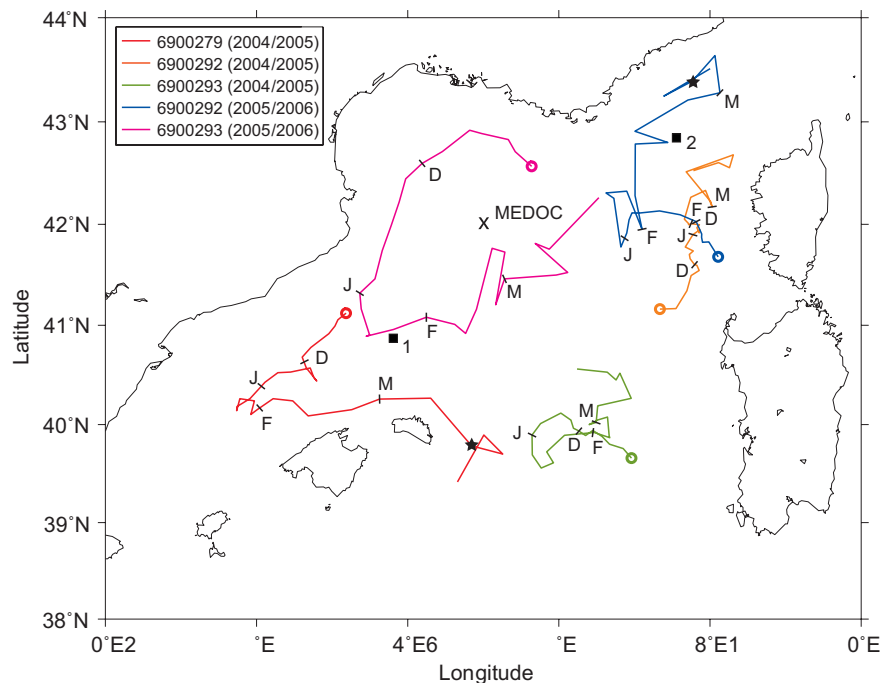 44˚N
6900279 (2004/2005)
6900292 (2004/2005)
6900293 (2004/2005)
6900292 (2005/2006)
6900293 (2005/2006)
43˚N
42˚N
41˚N
40˚N
39˚N
38˚N
Latitude
M
2
D
MEDOC
M
F
D
J
F
J
D
J
F
M
1
D
J
F
M
M
J
D
F
0˚E2
˚E
4˚E6
˚E
8˚E1
0˚E
Longitude